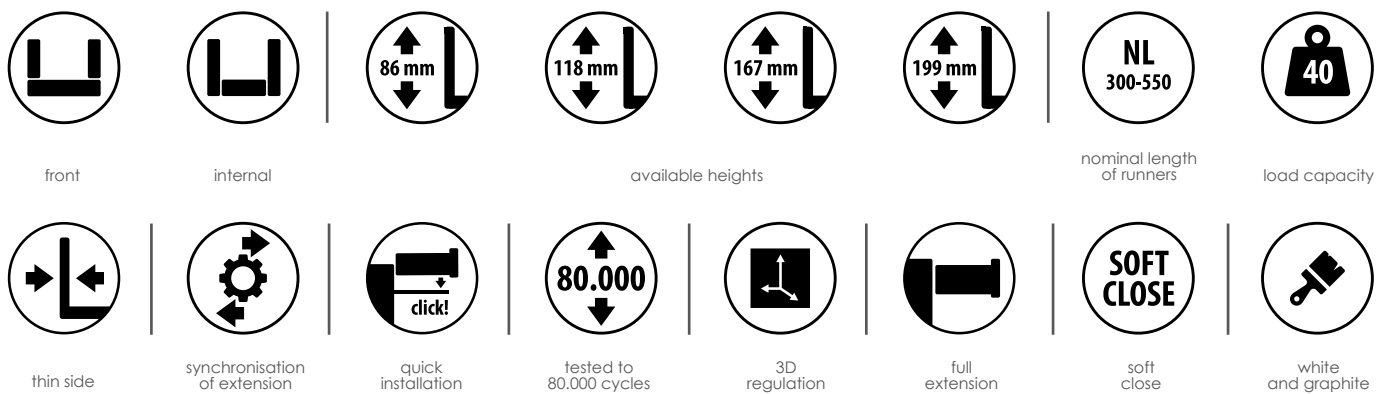 86 mm
118 mm
167 mm
199 mm
NL
300-550
40
front
internal
available heights
nominal length
of runners
load capacity
click!
80.000
SOFT
CLOSE
thin side
synchronisation
of extension
quick
installation
tested to
80.000 cycles
3D
regulation
full
extension
soft
close
white
and graphite